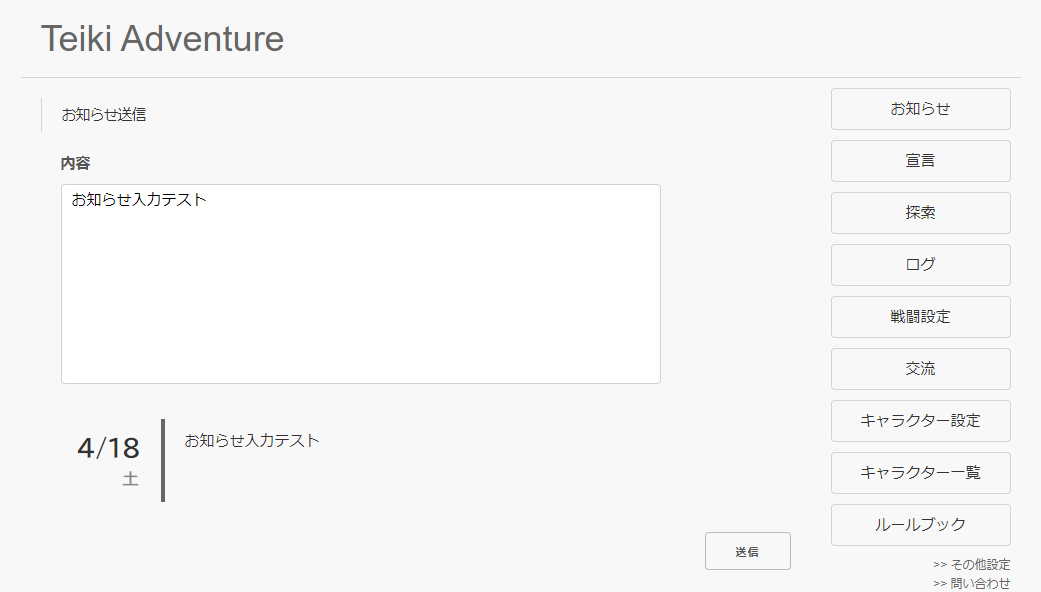 Teiki Adventure
お知らせ送信
内容
お知らせ入力テスト
4/18
土
お知らせ入力テスト
送信
お知らせ
宣言
探索
ログ
戦闘設定
交流
キャラクター設定
キャラクター一覧
ルールブック
>> その他設定
>> 問い合わせ